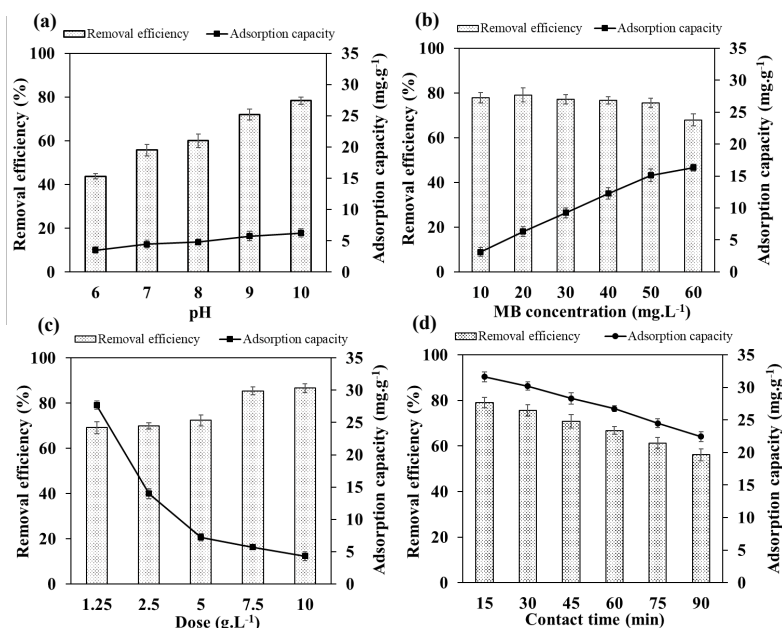 (a)
Removal efficiency
Adsorption capacity
100
80
60
40
20
0
Removal efficiency (%)
35
30
25
20
15
10
5
0
Adsorption capacity (mg.g⁻¹)
6 7 8 9 10
pH
(b)
Removal efficiency
Adsorption capacity
100
80
60
40
20
0
Removal efficiency (%)
35
30
25
20
15
10
5
0
Adsorption capacity (mg.g⁻¹)
10 20 30 40 50 60
MB concentration (mg.L⁻¹)
(c)
Removal efficiency
Adsorption capacity
100
80
60
40
20
0
Removal efficiency (%)
35
30
25
20
15
10
5
0
Adsorption capacity (mg.g⁻¹)
1.25 2.5 5 7.5 10
Dose (g.L⁻¹)
(d)
Removal efficiency
Adsorption capacity
100
80
60
40
20
0
Removal efficiency (%)
35
30
25
20
15
10
5
0
Adsorption capacity (mg.g⁻¹)
15 30 45 60 75 90
Contact time (min)